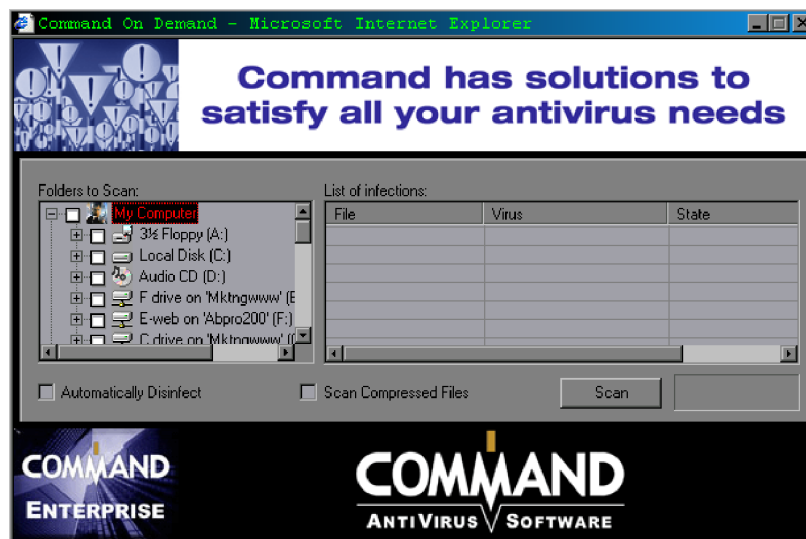 Command On Demand - Microsoft Internet Explorer
Command has solutions to
satisfy all your antivirus needs
Folders to Scan:
My Computer
3½ Floppy (A:)
Local Disk (C:)
Audio CD (D:)
F drive on 'Mktngwww' (E
E-web on 'Abpro200' (F:)
C drive on 'Mktngwww' (
List of infections:
File Virus State
Automatically Disinfect
Scan Compressed Files
Scan
COMMAND
ENTERPRISE
COMMAND
ANTIVIRUS SOFTWARE